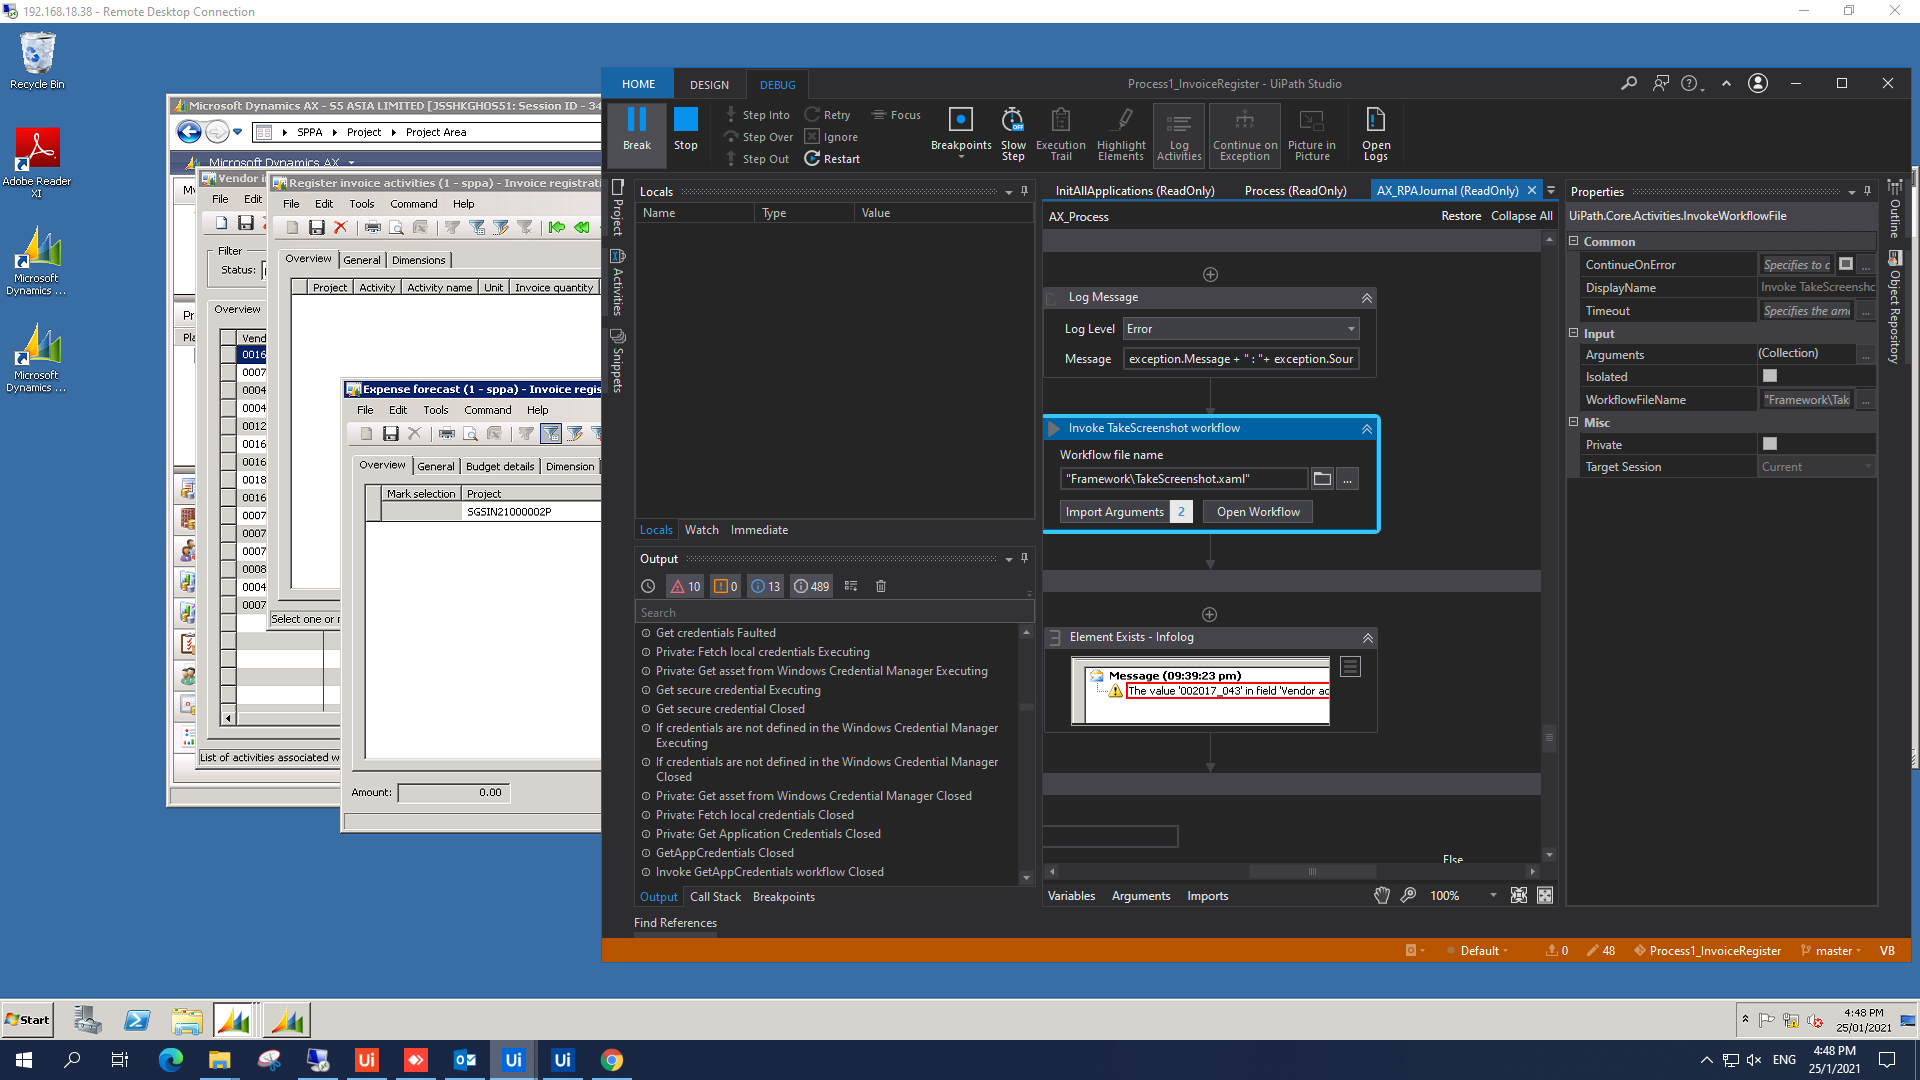 192.168.18.38 - Remote Desktop Connection
Recycle Bin
Adobe Reader
XI
Microsoft
Dynamics ...
Microsoft
Dynamics ...
Microsoft Dynamics AX - S5 ASIA LIMITED [JSSHKGHOS51: Session ID - 34
SPPA
Project
Project Area
Microsoft Dynamics AX
Vendor in
File Edit
Filter
Status:
Overview
Vend
0016
0007
0004
0004
0012
0016
0016
0018
0016
0007
0007
0007
0008
0004
0007
List of activities associated w
Register invoice activities (1 - sppa) - Invoice registrati
File Edit Tools Command Help
Overview General Dimensions
Project Activity Activity name Unit Invoice quantity
Select one or r
Expense forecast (1 - sppa) - Invoice regis
File Edit Tools Command Help
Overview General Budget details Dimension
Mark selection Project
SGSIN21000002P
Amount: 0.00
HOME DESIGN DEBUG
Process1_InvoiceRegister - UiPath Studio
Break
Stop
Step Into
Step Over
Step Out
Retry
Ignore
Restart
Focus
Breakpoints
Slow
Step
Execution
Trail
Highlight
Elements
Log
Activities
Continue on
Exception
Picture in
Picture
Open
Logs
Project
Activities
Snippets
Locals
Name Type Value
Locals Watch Immediate
Output
10 0 13 489
Search
Get credentials Faulted
Private: Fetch local credentials Executing
Private: Get asset from Windows Credential Manager Executing
Get secure credential Executing
Get secure credential Closed
If credentials are not defined in the Windows Credential Manager
Executing
If credentials are not defined in the Windows Credential Manager
Closed
Private: Get asset from Windows Credential Manager Closed
Private: Fetch local credentials Closed
Private: Get Application Credentials Closed
GetAppCredentials Closed
Invoke GetAppCredentials workflow Closed
Output Call Stack Breakpoints
Find References
InitAllApplications (ReadOnly) Process (ReadOnly) AX_RPAJournal (ReadOnly)
AX_Process Restore Collapse All
Log Message
Log Level Error
Message exception.Message + " : "+ exception.Sour
Invoke TakeScreenshot workflow
Workflow file name
"Framework\TakeScreenshot.xaml"
...
Import Arguments 2 Open Workflow
Element Exists - Infolog
Message (09:39:23 pm)
The value '002017_043' in field 'Vendor ac
Else
Variables Arguments Imports 100%
Properties
UiPath.Core.Activities.InvokeWorkflowFile
Common
ContinueOnError Specifies to c ...
DisplayName Invoke TakeScreenshc
Timeout Specifies the amo ...
Input
Arguments (Collection) ...
Isolated
WorkflowFileName "Framework\Tak ...
Misc
Private
Target Session Current
Outline
Object Repository
Default 0 48 Process1_InvoiceRegister master VB
Start
4:48 PM
25/01/2021
ENG
4:48 PM
25/1/2021